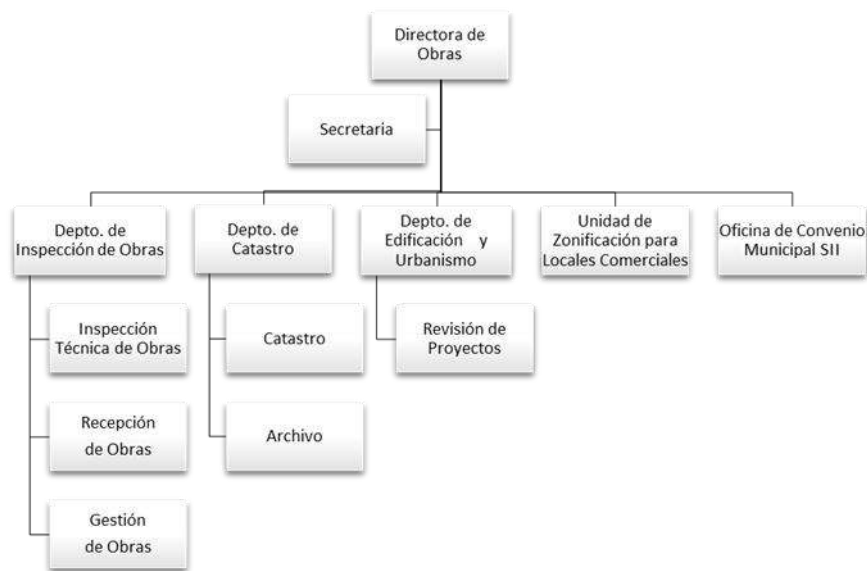 Directora de
Obras
Secretaria
Depto. de
Inspección de Obras
Depto. de
Catastro
Depto. de
Edificación y
Urbanismo
Unidad de
Zonificación para
Locales Comerciales
Oficina de Convenio
Municipal SII
Inspección
Técnica de Obras
Catastro
Revisión de
Proyectos
Recepción
de Obras
Archivo
Gestión
de Obras